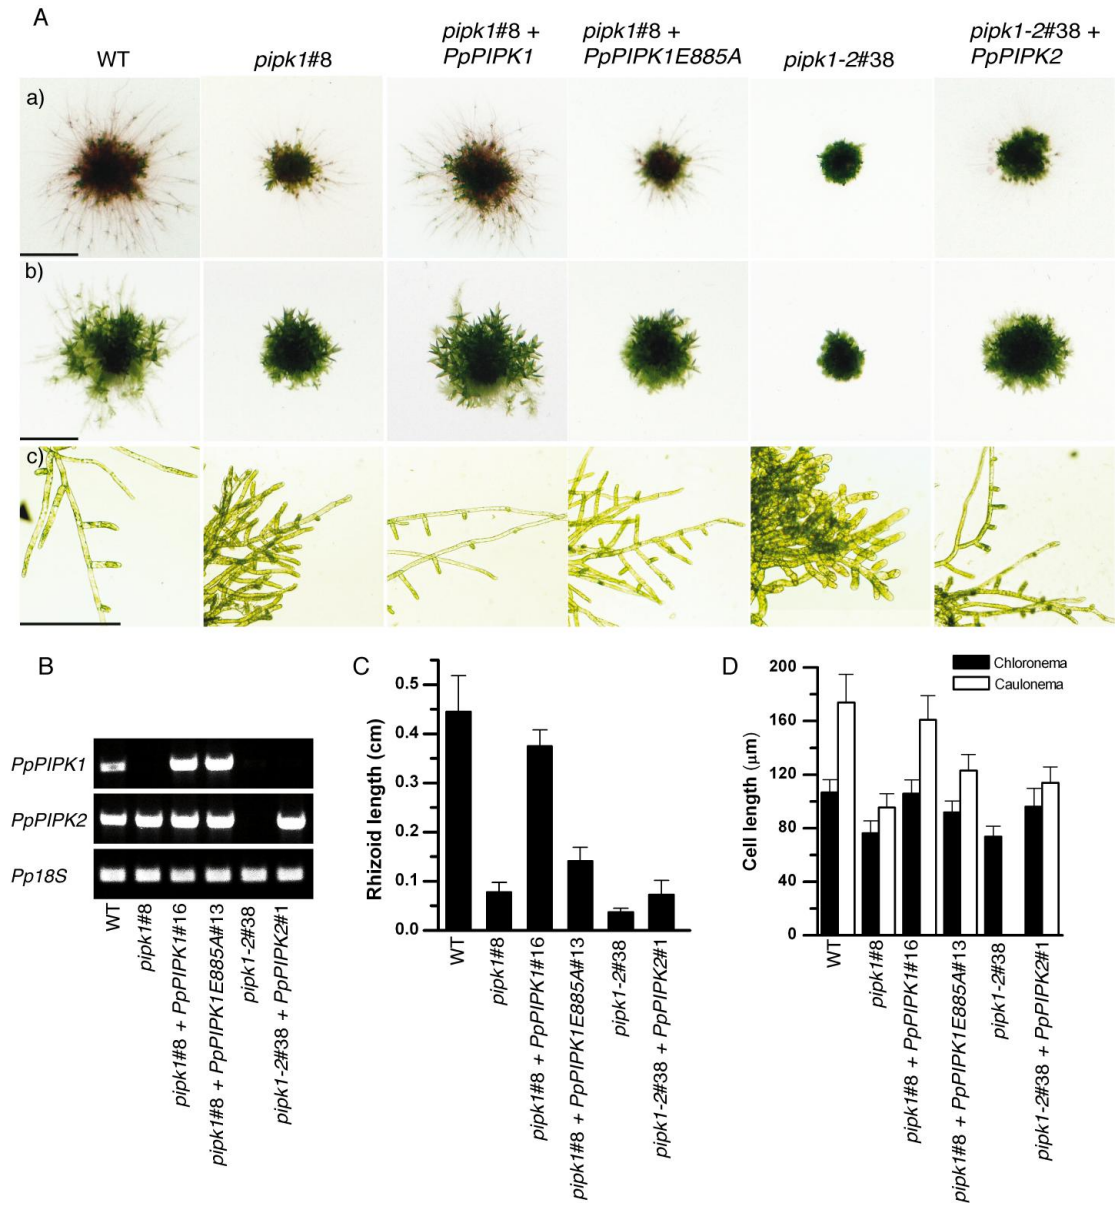 A
WT
pipk1#8
pipk1#8 +
PpPIPK1
pipk1#8 +
PpPIPK1E885A
pipk1-2#38
pipk1-2#38 +
PpPIPK2
a)
b)
c)
B
PpPIPK1
PpPIPK2
Pp18S
WT
pipk1#8
pipk1#8 + PpPIPK1#16
pipk1#8 + PpPIPK1E885A#13
pipk1-2#38
pipk1-2#38 + PpPIPK2#1
C
Rhizoid length (cm)
0.5
0.4
0.3
0.2
0.1
0.0
WT
pipk1#8
pipk1#8 + PpPIPK1#16
pipk1#8 + PpPIPK1E885A#13
pipk1-2#38
pipk1-2#38 + PpPIPK2#1
D
Chloronema
Caulonema
Cell length (μm)
200
160
120
80
40
0
WT
pipk1#8
pipk1#8 + PpPIPK1#16
pipk1#8 + PpPIPK1E885A#13
pipk1-2#38
pipk1-2#38 + PpPIPK2#1